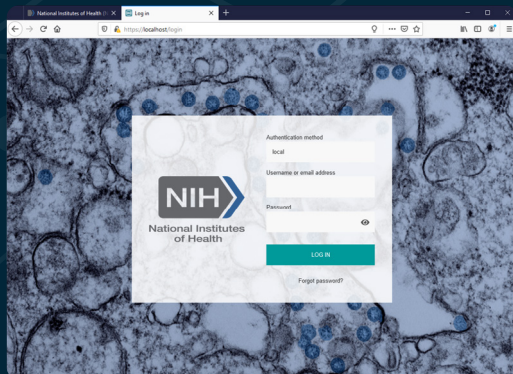 National Institutes of Health (N
Log in
https://localhost/login
Authentication method
local
Username or email address
Password
LOG IN
Forgot password?
NIH
National Institutes
of Health